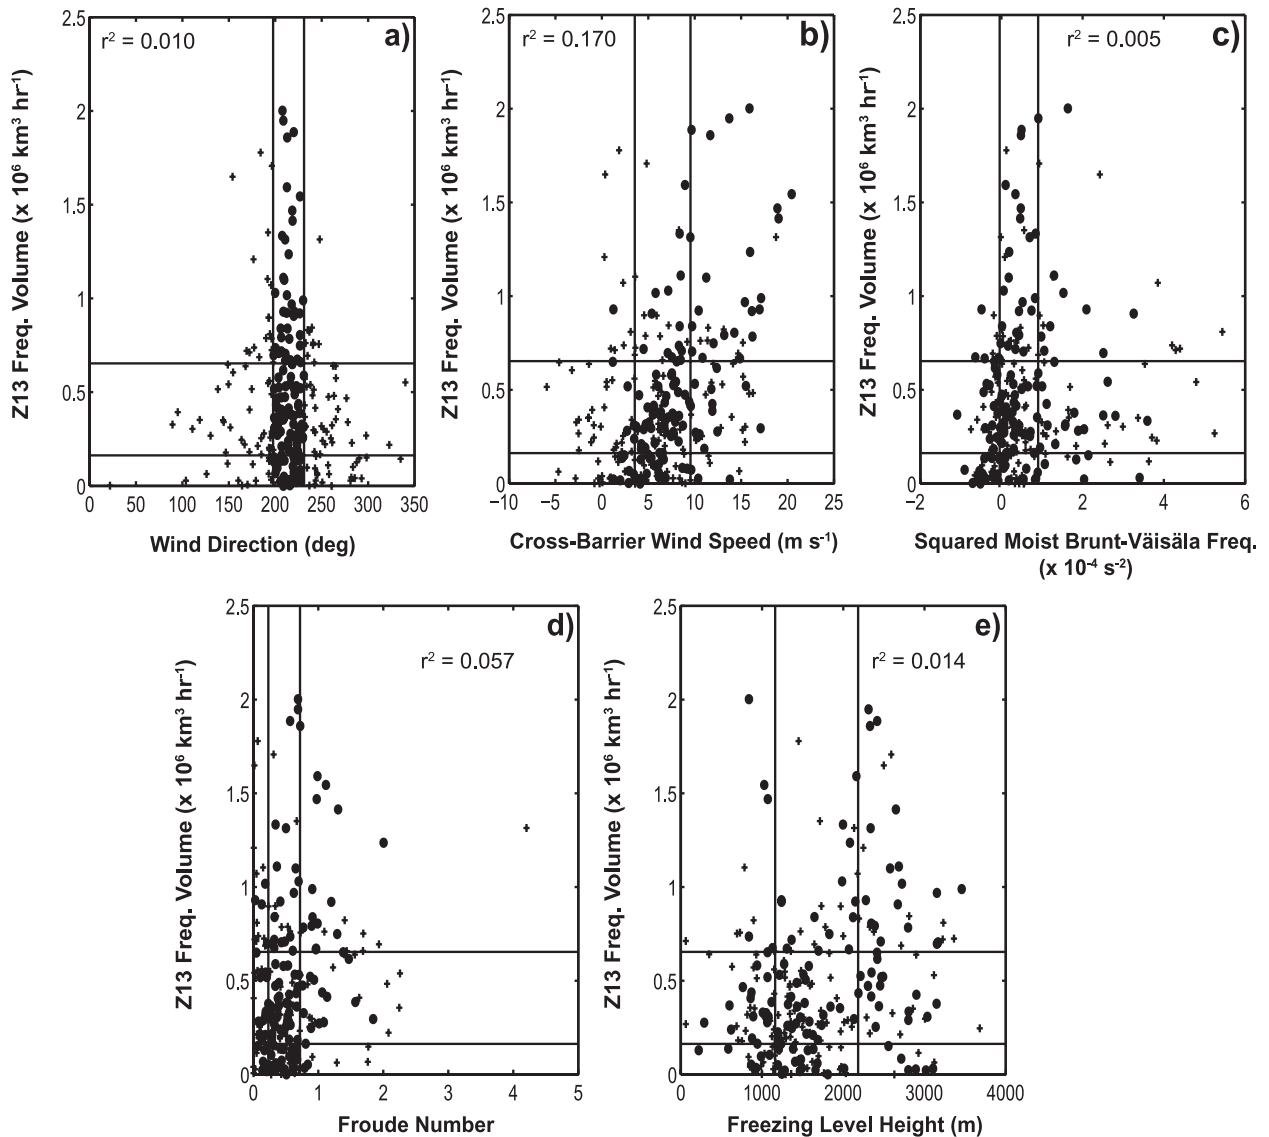 a)
r² = 0.010
Z13 Freq. Volume (x 10⁶ km³ hr⁻¹)
2.5
2
1.5
1
0.5
0
0 50 100 150 200 250 300 350
Wind Direction (deg)
b)
r² = 0.170
Z13 Freq. Volume (x 10⁶ km³ hr⁻¹)
2.5
2
1.5
1
0.5
0
−10 −5 0 5 10 15 20 25
Cross-Barrier Wind Speed (m s⁻¹)
c)
r² = 0.005
Z13 Freq. Volume (x 10⁶ km³ hr⁻¹)
2.5
2
1.5
1
0.5
0
−2 0 2 4 6
Squared Moist Brunt-Väisäla Freq.
(x 10⁻⁴ s⁻²)
d)
r² = 0.057
Z13 Freq. Volume (x 10⁶ km³ hr⁻¹)
2.5
2
1.5
1
0.5
0
0 1 2 3 4 5
Froude Number
e)
r² = 0.014
Z13 Freq. Volume (x 10⁶ km³ hr⁻¹)
2.5
2
1.5
1
0.5
0
0 1000 2000 3000 4000
Freezing Level Height (m)